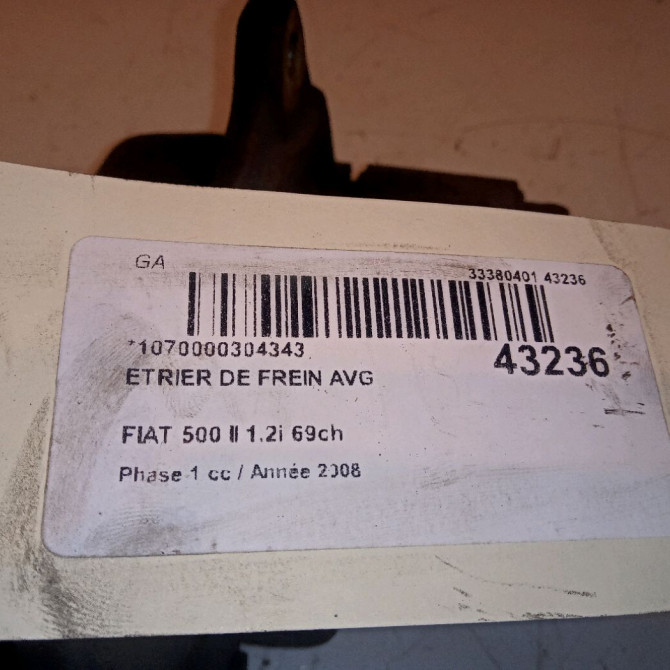 GA
33380401 43236
*1070000304343
43236
ETRIER DE FREIN AVG
FIAT 500 II 1.2i 69ch
Phase 1 cc / Année 2008